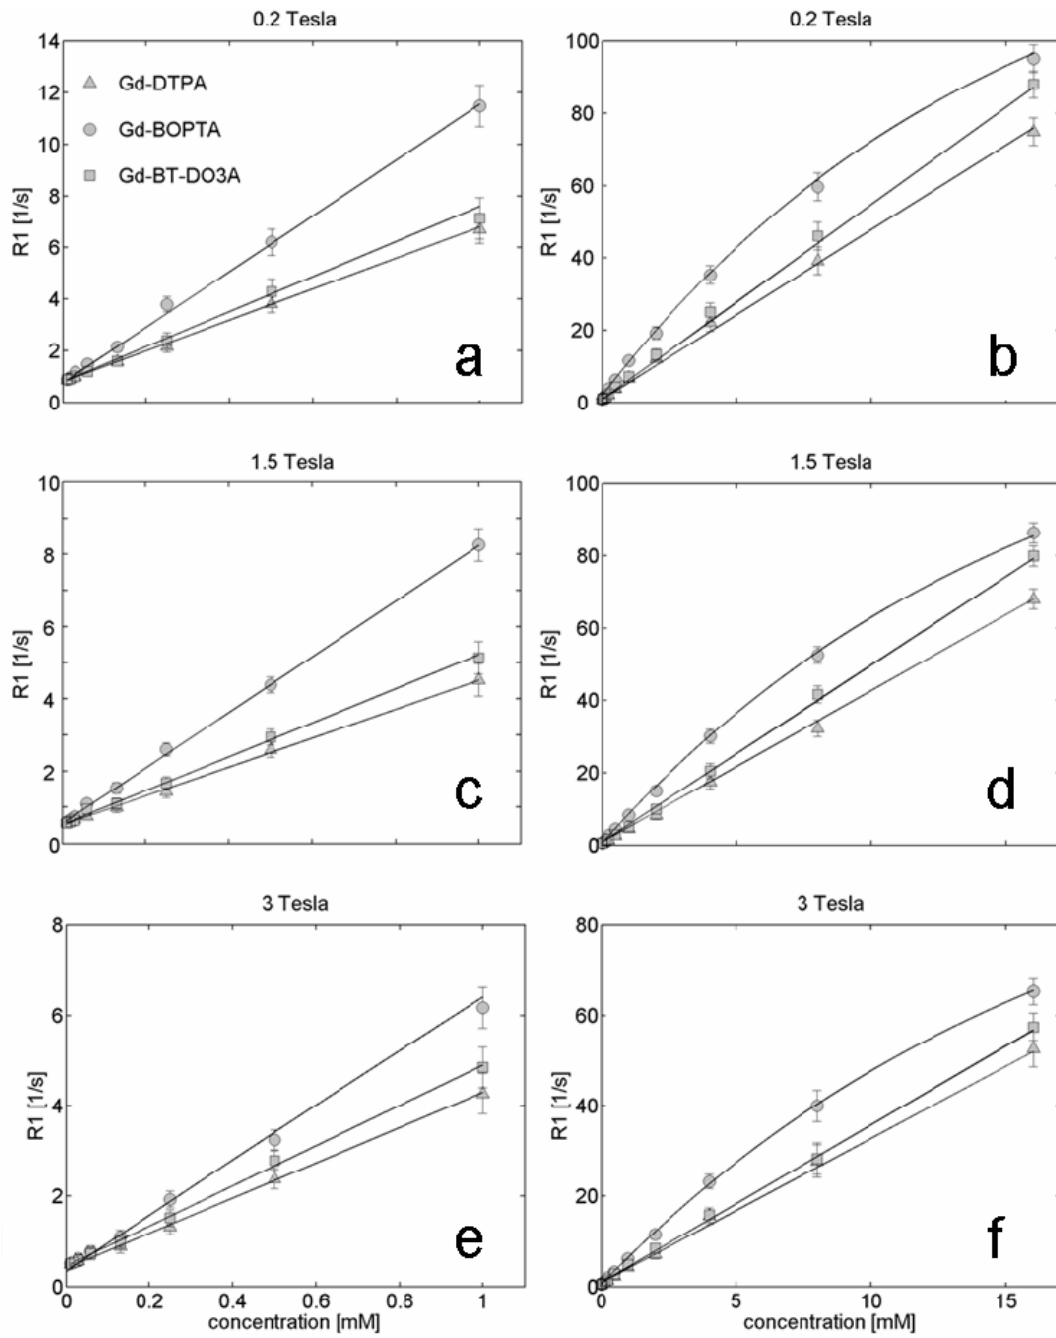 0.2 Tesla
14
12
10
8
6
4
2
0
R1 [1/s]
Gd-DTPA
Gd-BOPTA
Gd-BT-DO3A
a
0.2 Tesla
100
80
60
40
20
0
R1 [1/s]
b
1.5 Tesla
10
8
6
4
2
0
R1 [1/s]
c
1.5 Tesla
100
80
60
40
20
0
R1 [1/s]
d
3 Tesla
8
6
4
2
0
R1 [1/s]
e
0 0.2 0.4 0.6 0.8 1
concentration [mM]
3 Tesla
80
60
40
20
0
R1 [1/s]
f
0 5 10 15
concentration [mM]